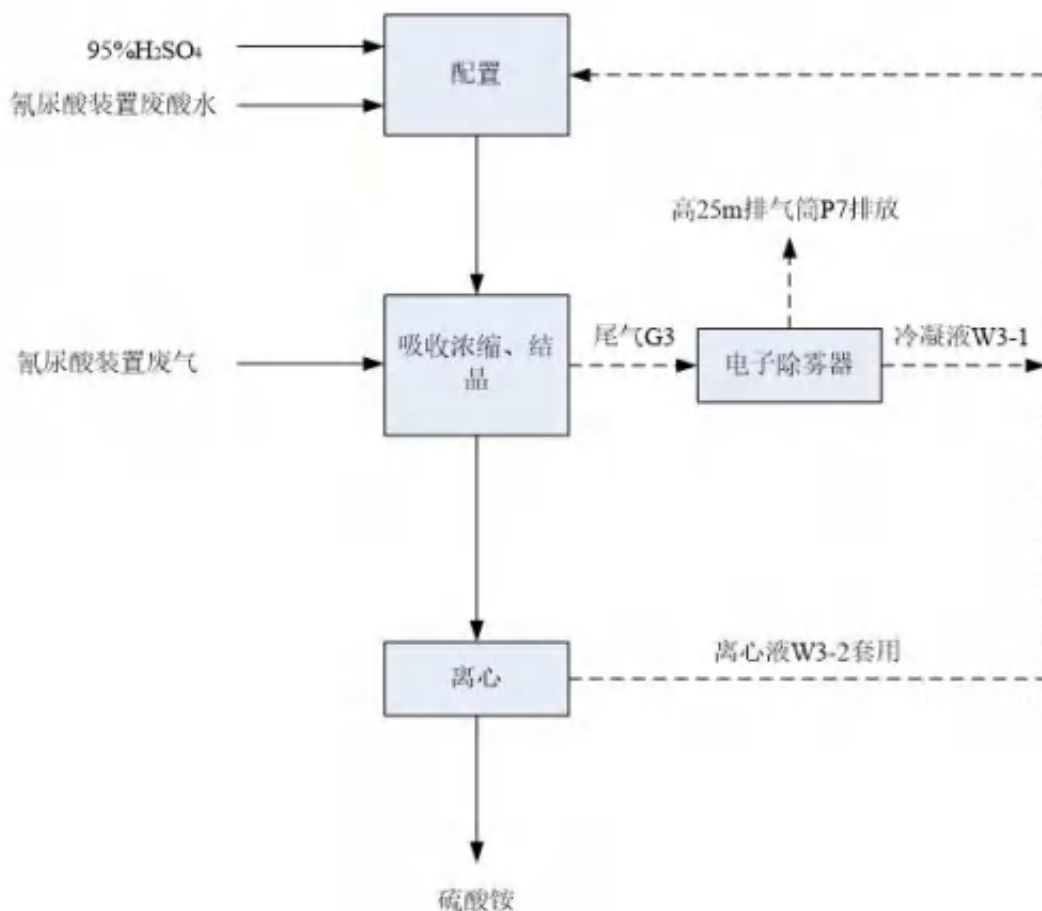 95%H₂SO₄
配置
氰尿酸装置废酸水
高25m排气筒P7排放
吸收浓缩、结
晶
尾气G3
冷凝液W3-1
氰尿酸装置废气
电子除雾器
离心液W3-2套用
离心
硫酸铵